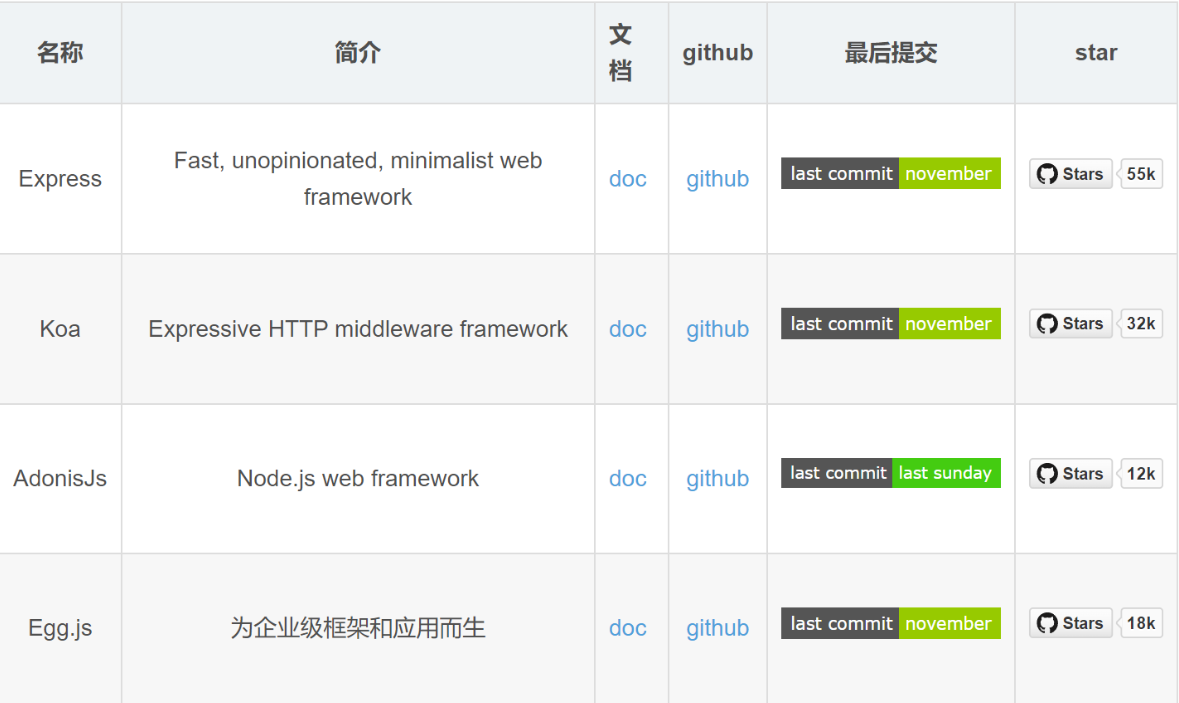 名称 简介 文档 github 最后提交 star
Express Fast, unopinionated, minimalist web framework doc github last commit november Stars 55k
Koa Expressive HTTP middleware framework doc github last commit november Stars 32k
AdonisJs Node.js web framework doc github last commit last sunday Stars 12k
Egg.js 为企业级框架和应用而生 doc github last commit november Stars 18k